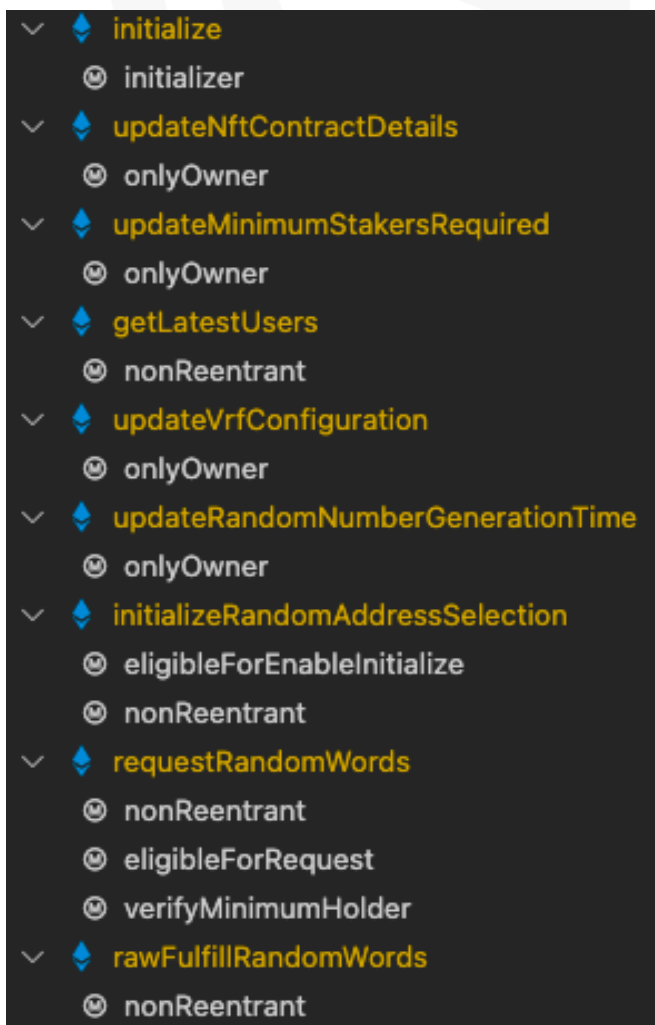 initialize
initializer
updateNftContractDetails
onlyOwner
updateMinimumStakersRequired
onlyOwner
getLatestUsers
nonReentrant
updateVrfConfiguration
onlyOwner
updateRandomNumberGenerationTime
onlyOwner
initializeRandomAddressSelection
eligibleForEnableInitialize
nonReentrant
requestRandomWords
nonReentrant
eligibleForRequest
verifyMinimumHolder
rawFulfillRandomWords
nonReentrant